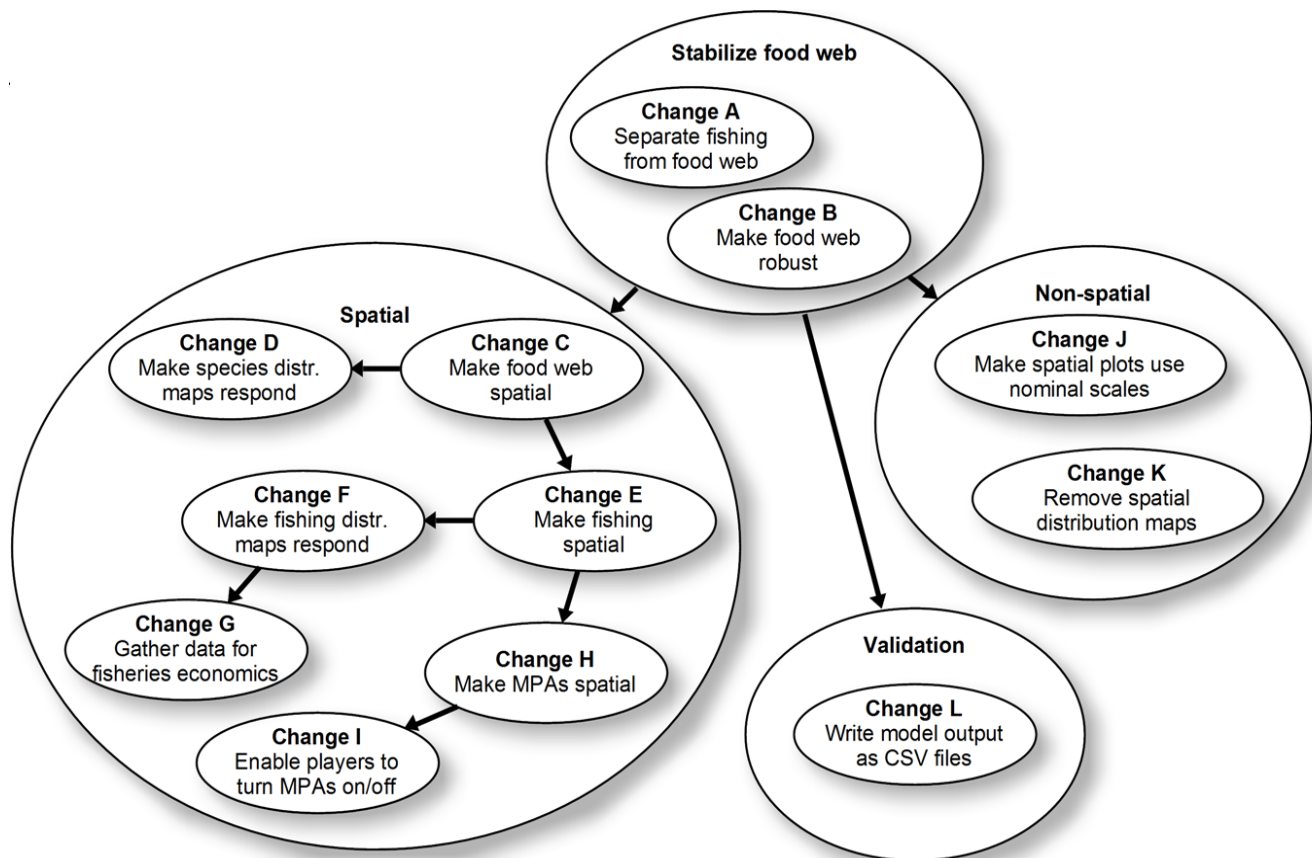 Stabilize food web
Change A
Separate fishing
from food web
Change B
Make food web
robust
Spatial
Change D
Make species distr.
maps respond
Change C
Make food web
spatial
Change F
Make fishing distr.
maps respond
Change E
Make fishing
spatial
Change G
Gather data for
fisheries economics
Change H
Make MPAs spatial
Change I
Enable players to
turn MPAs on/off
Non-spatial
Change J
Make spatial plots use
nominal scales
Change K
Remove spatial
distribution maps
Validation
Change L
Write model output
as CSV files